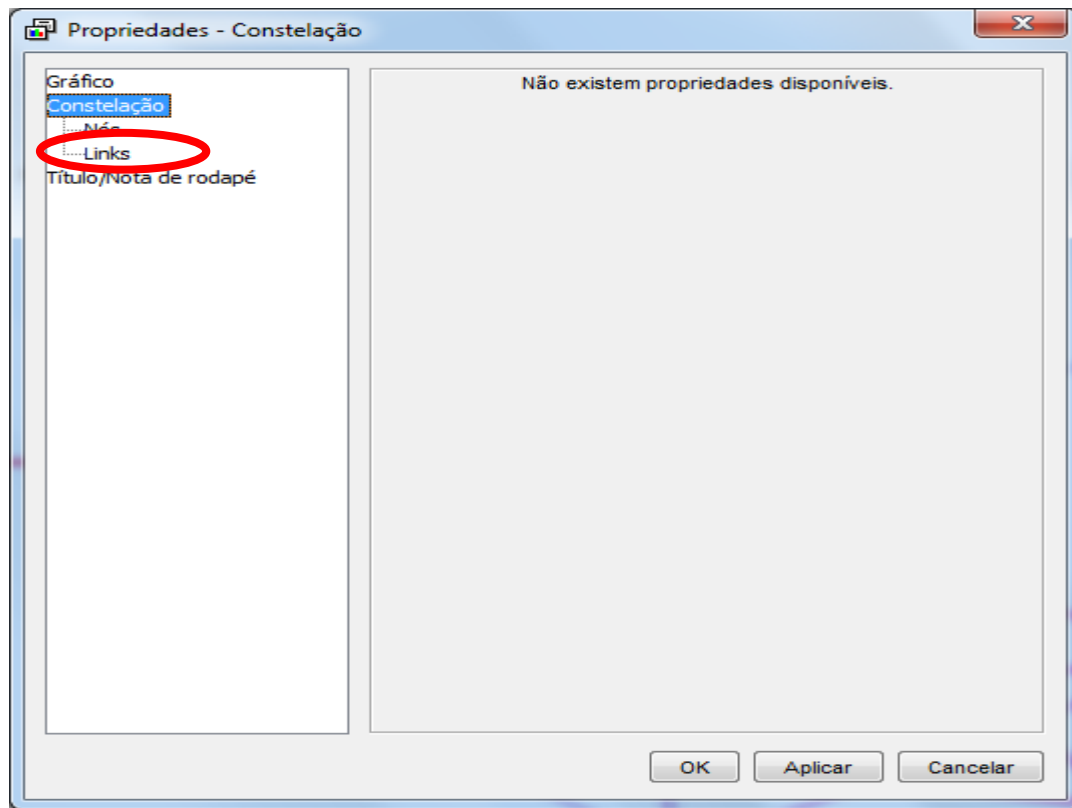 Propriedades - Constelação
Gráfico
Constelação
Nós
Links
Título/Nota de rodapé
Não existem propriedades disponíveis.
OK
Aplicar
Cancelar